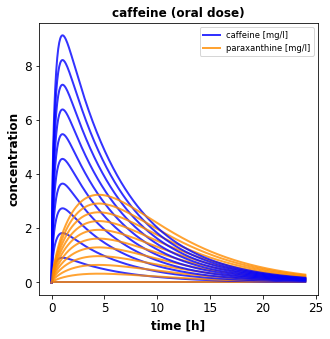 caffeine (oral dose)
caffeine [mg/l]
paraxanthine [mg/l]
concentration
8
6
4
2
0
0 5 10 15 20 25
time [h]